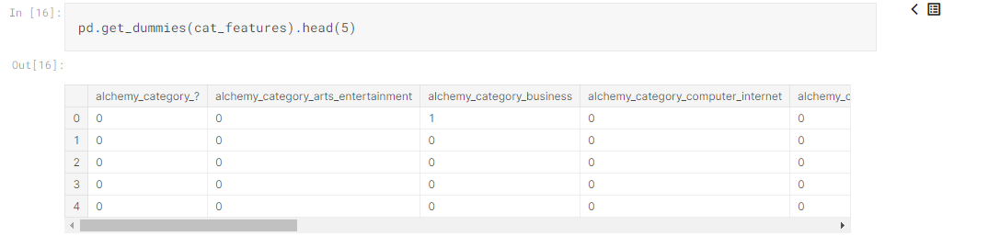 In [16]:
pd.get_dummies(cat_features).head(5)
Out[16]:
alchemy_category_? alchemy_category_arts_entertainment alchemy_category_business alchemy_category_computer_internet alchemy_c
0 0 0 1 0 0
1 0 0 0 0 0
2 0 0 0 0 0
3 0 0 0 0 0
4 0 0 0 0 0